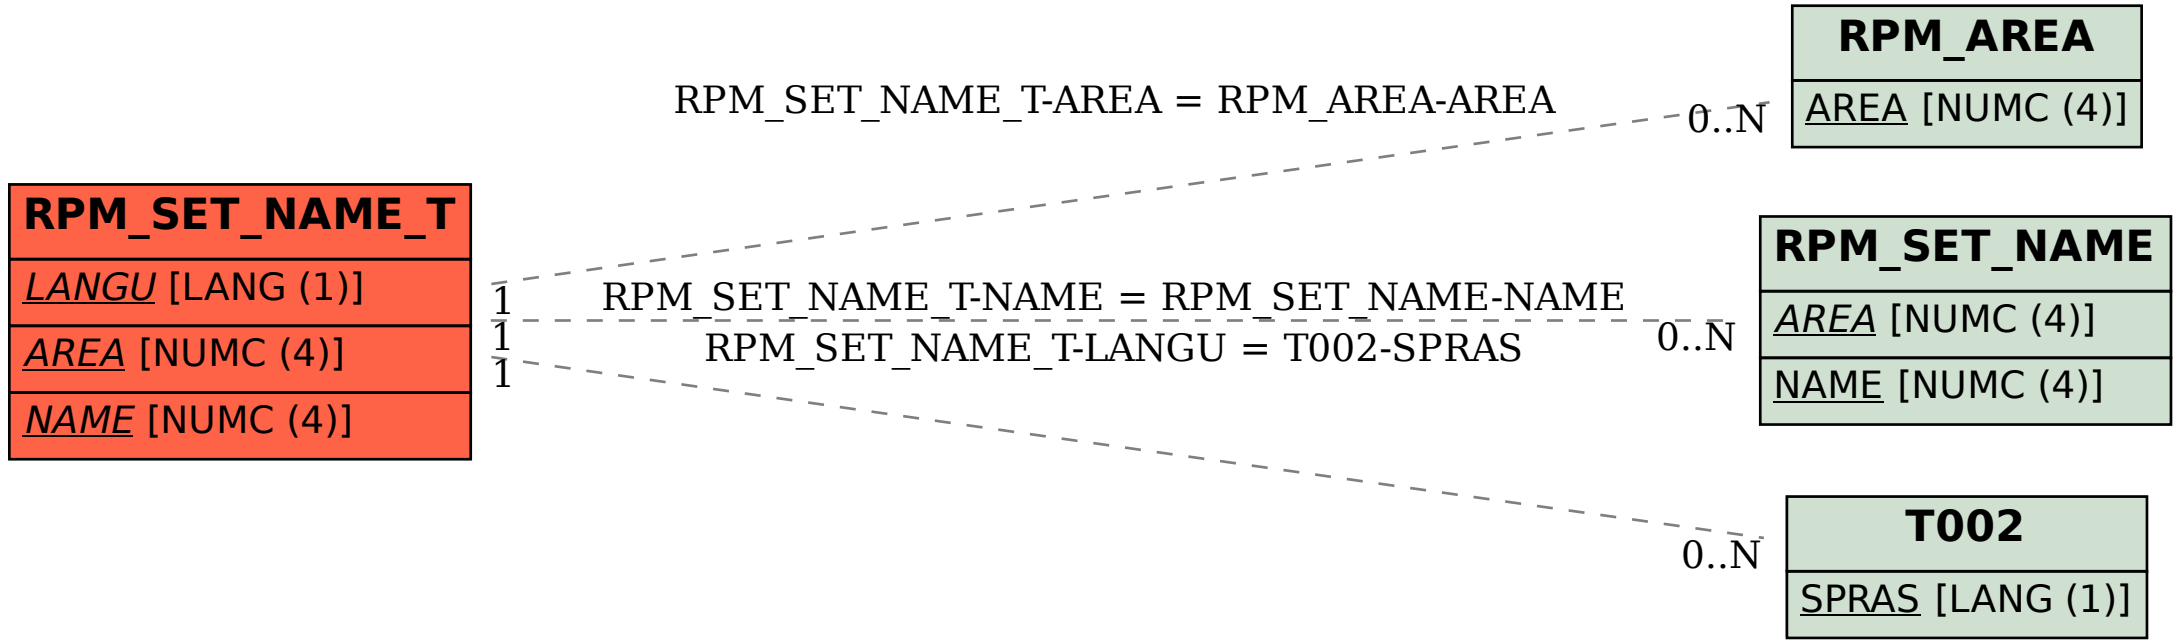 RPM_AREA
AREA [NUMC (4)]
RPM_SET_NAME_T-AREA = RPM_AREA-AREA
0..N
RPM_SET_NAME_T
LANGU [LANG (1)]
AREA [NUMC (4)]
NAME [NUMC (4)]
1
1
1
RPM_SET_NAME_T-NAME = RPM_SET_NAME-NAME
0..N
RPM_SET_NAME_T-LANGU = T002-SPRAS
RPM_SET_NAME
AREA [NUMC (4)]
NAME [NUMC (4)]
0..N
T002
SPRAS [LANG (1)]